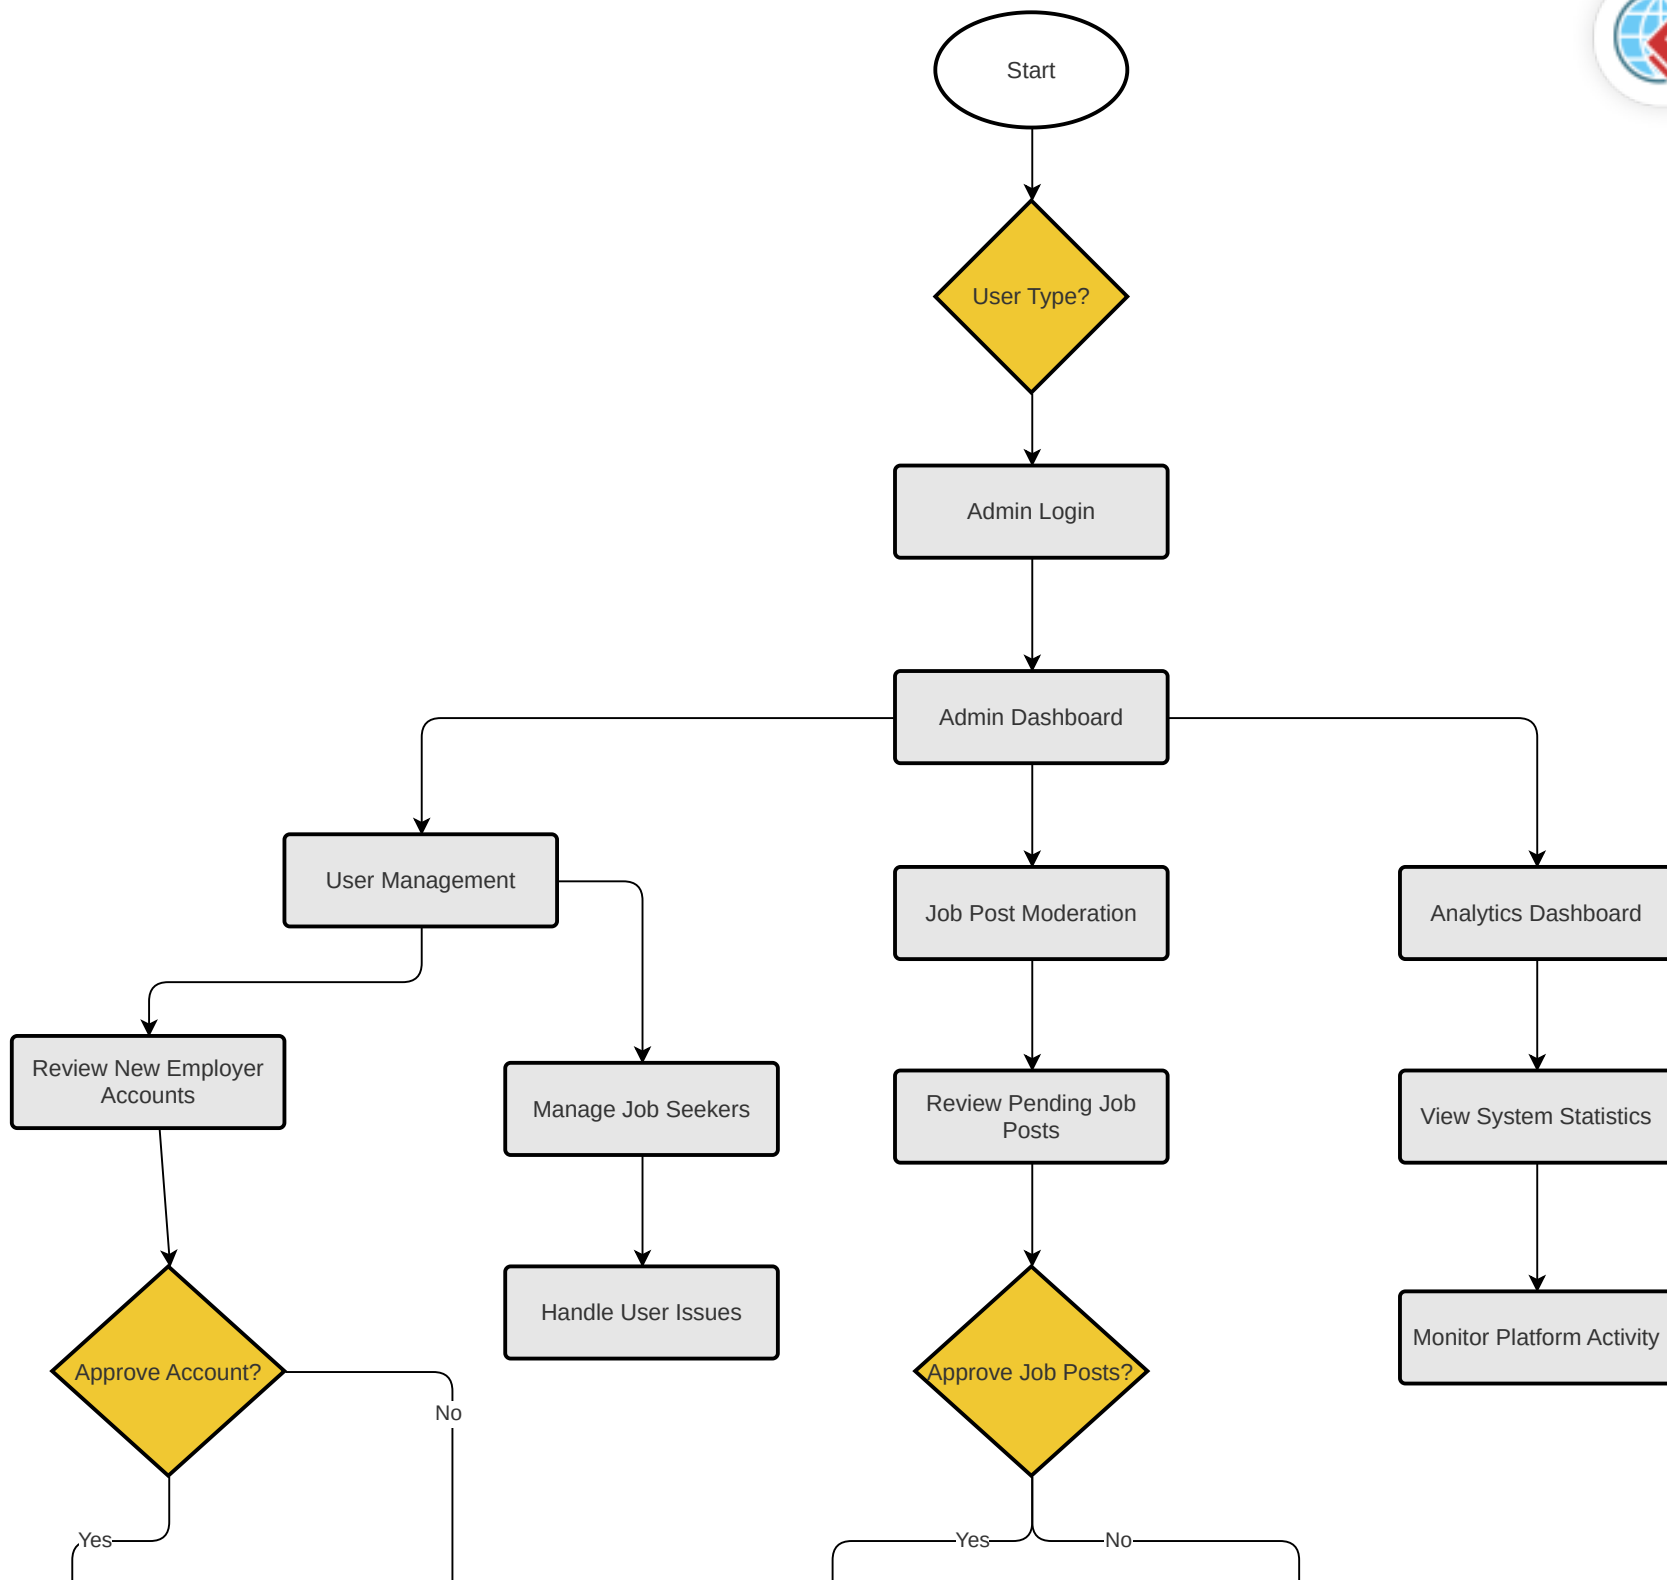 Start
User Type?
Admin Login
Admin Dashboard
User Management
Job Post Moderation
Analytics Dashboard
Review New Employer
Accounts
Manage Job Seekers
Review Pending Job
Posts
View System Statistics
Handle User Issues
Monitor Platform Activity
Approve Account?
Approve Job Posts?
No
Yes
Yes
No